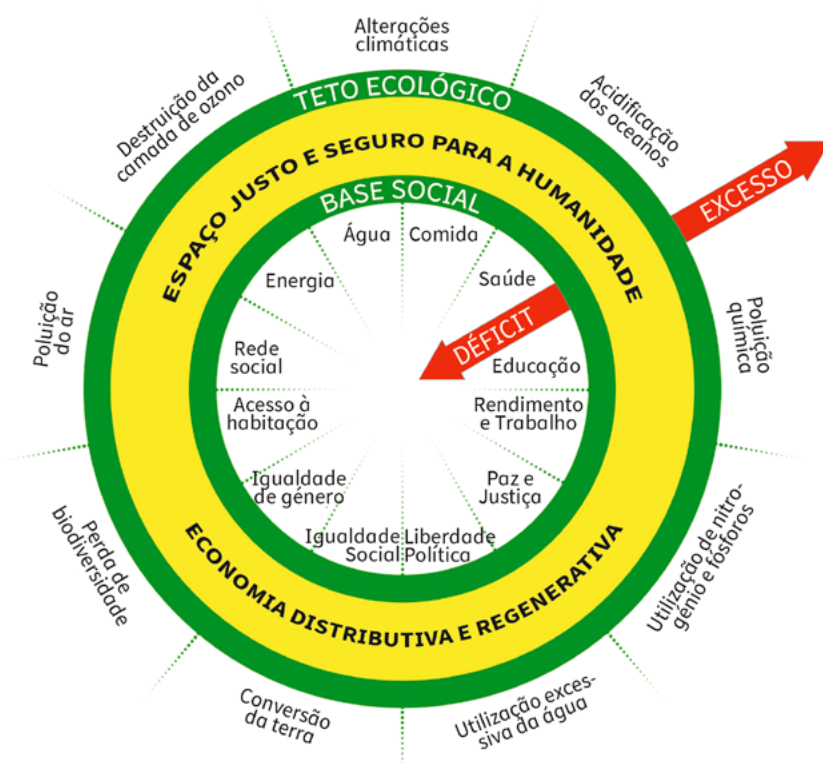 Alterações
climáticas
Destruição da
camada de ozono
Acidificação
dos oceanos
TETO ECOLÓGICO
EXCESSO
ESPAÇO JUSTO E SEGURO PARA A HUMANIDADE
BASE SOCIAL
Água
Comida
Energia
Saúde
DÉFICIT
Poluição
do ar
Poluição
química
Rede
social
Educação
Acesso à
habitação
Rendimento
e Trabalho
Igualdade
de género
Paz e
Justiça
Igualdade
Social
Liberdade
Política
ECONOMIA DISTRIBUTIVA E REGENERATIVA
Perda de
biodiversidade
Utilização de nitro-
génio e fósforos
Conversão
da terra
Utilização exces-
siva da água